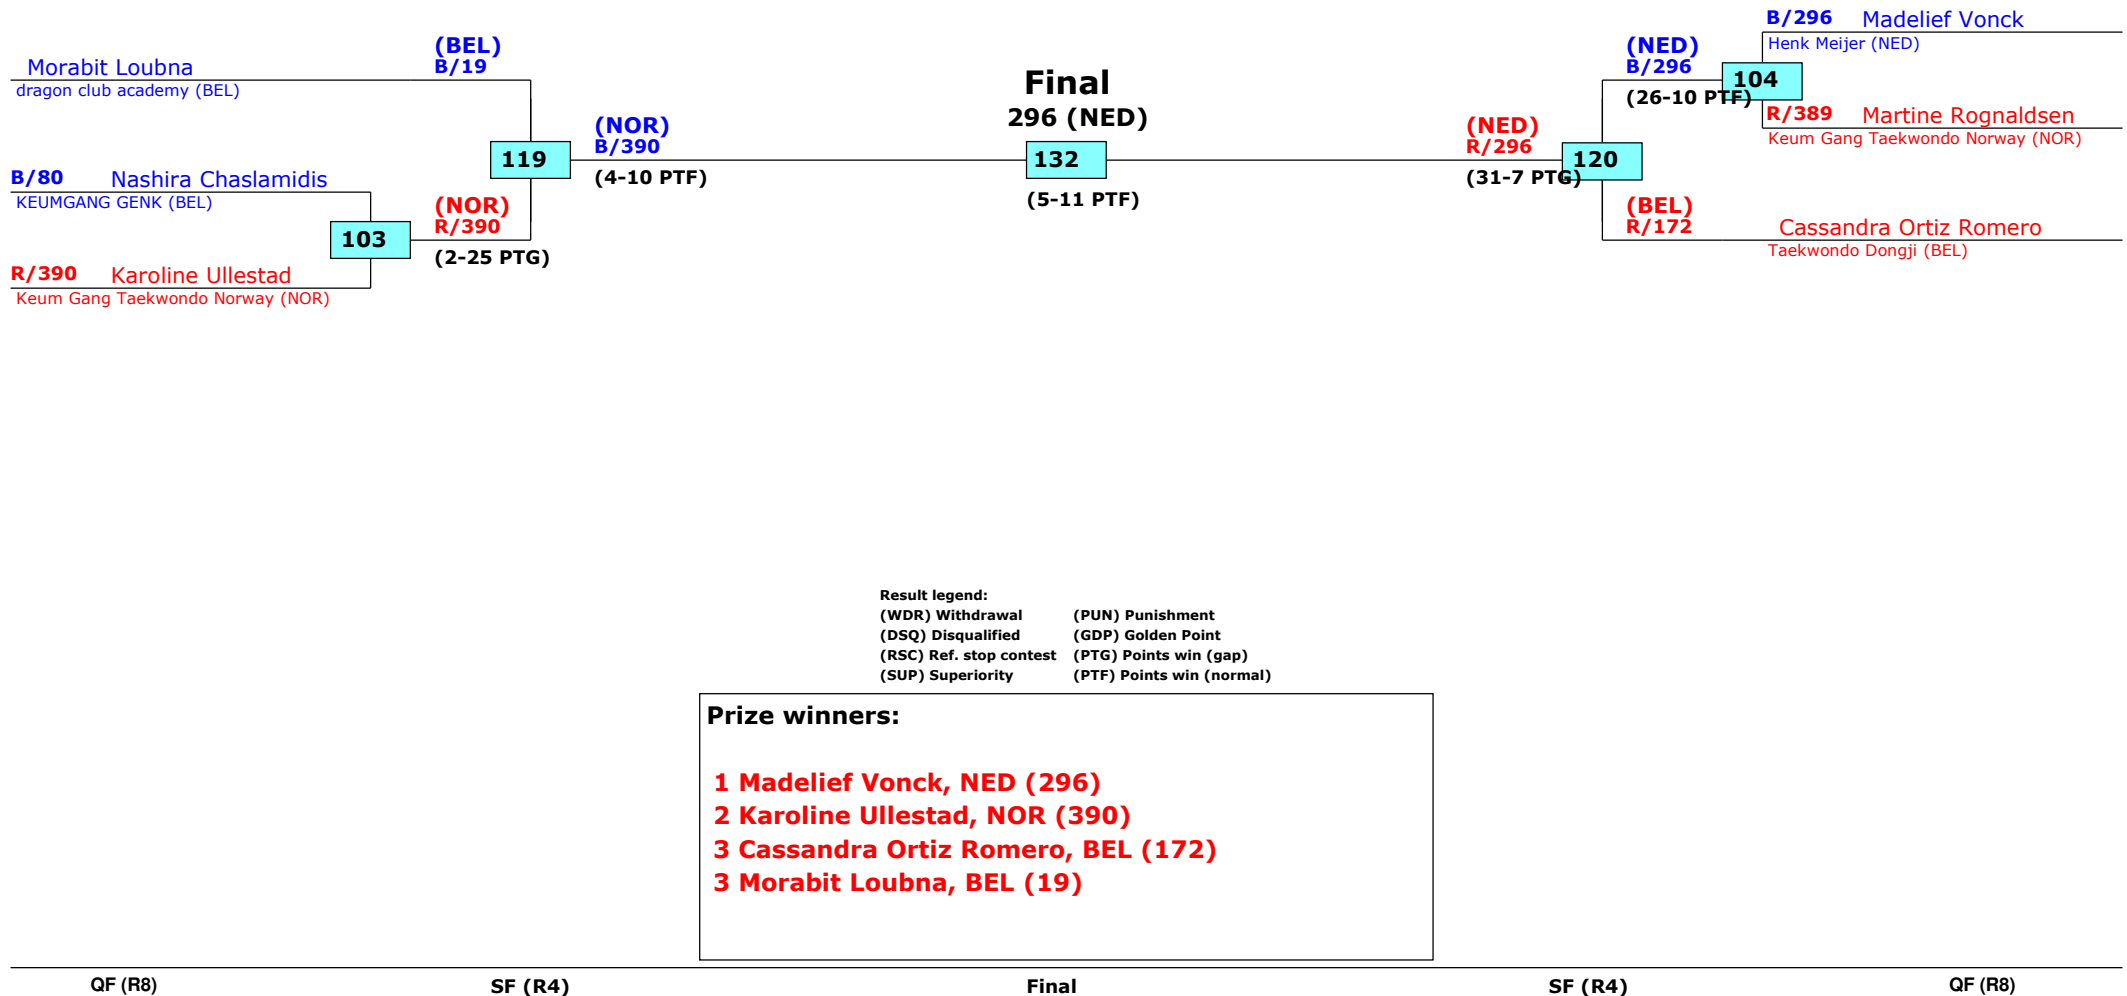 (BEL)
B/19
Morabit Loubna
dragon club academy (BEL)
B/80 Nashira Chaslamidis
KEUMGANG GENK (BEL)
103
R/390 Karoline Ullestad
Keum Gang Taekwondo Norway (NOR)
(NOR)
R/390
(2-25 PTG)
119
(NOR)
B/390
(4-10 PTF)
Final
296 (NED)
132
(5-11 PTF)
(NED)
R/296
(31-7 PTG)
120
(NED)
B/296
(26-10 PTF)
104
B/296 Madelief Vonck
Henk Meijer (NED)
R/389 Martine Rognaldsen
Keum Gang Taekwondo Norway (NOR)
(BEL)
R/172
Cassandra Ortiz Romero
Taekwondo Dongji (BEL)
Result legend:
(WDR) Withdrawal (PUN) Punishment
(DSQ) Disqualified (GDP) Golden Point
(RSC) Ref. stop contest (PTG) Points win (gap)
(SUP) Superiority (PTF) Points win (normal)
Prize winners:
1 Madelief Vonck, NED (296)
2 Karoline Ullestad, NOR (390)
3 Cassandra Ortiz Romero, BEL (172)
3 Morabit Loubna, BEL (19)
QF (R8) SF (R4) Final SF (R4) QF (R8)